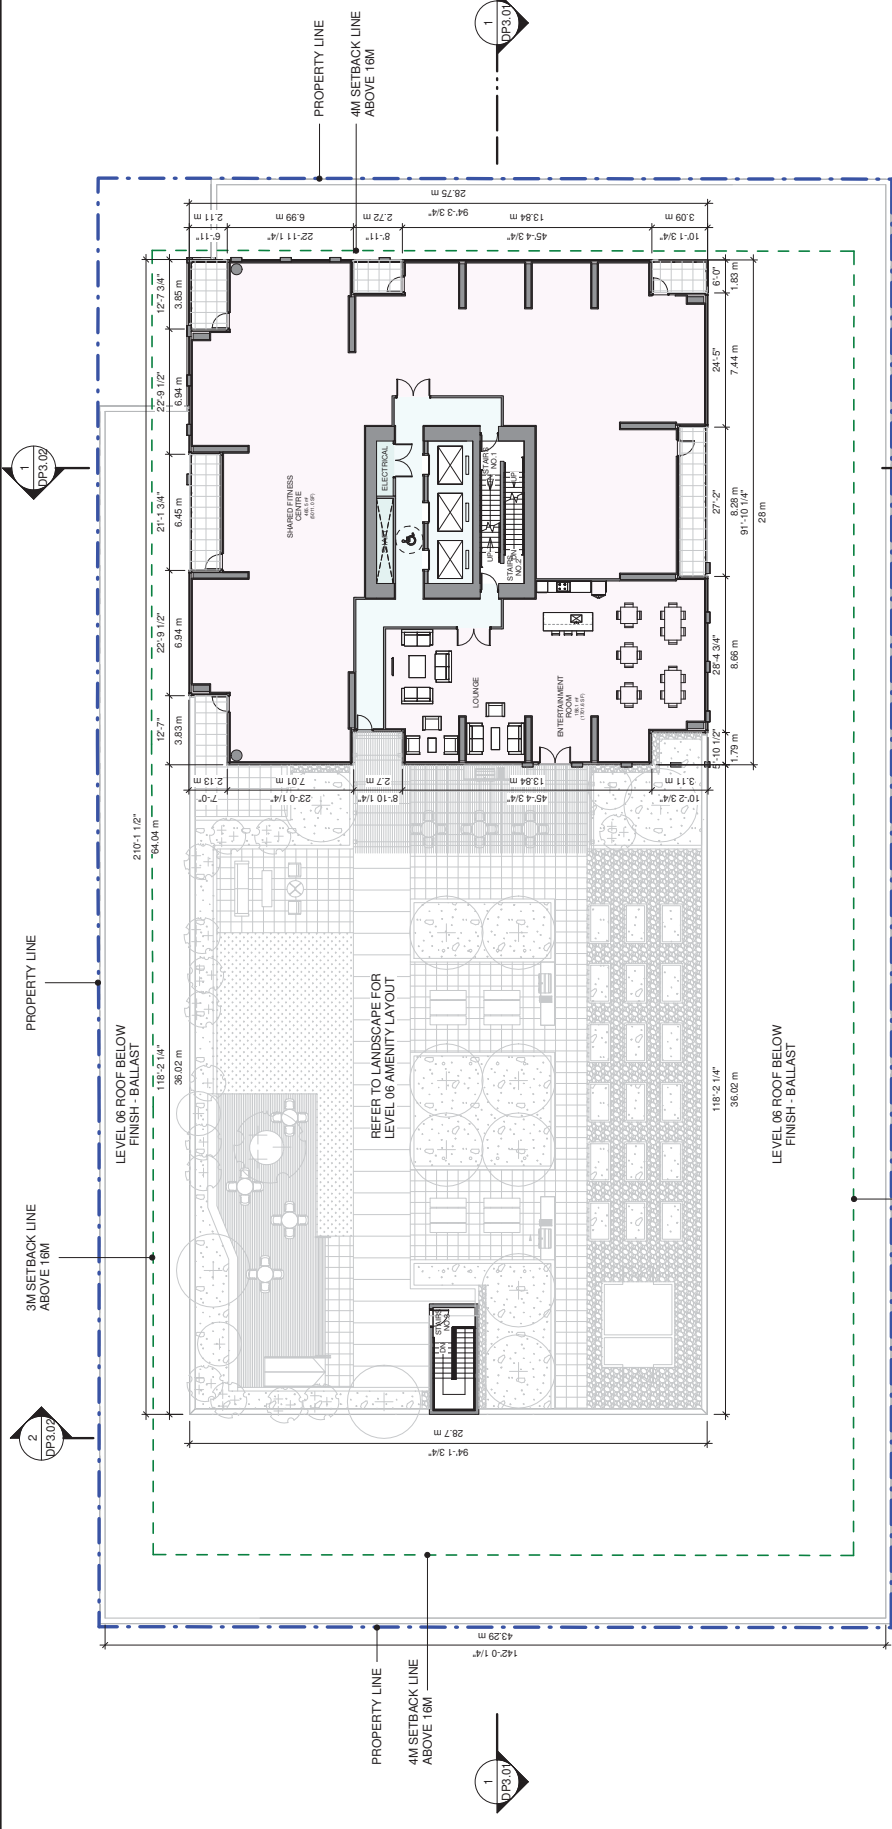 1
DP3.01
PROPERTY LINE
4M SETBACK LINE
ABOVE 16M
28.75 m
94'-3 3/4"
2.11 m
6'-11"
6.99 m
22'-11 1/4"
2.72 m
8'-11"
13.84 m
45'-4 3/4"
3.09 m
10'-1 3/4"
12'-7 3/4"
3.85 m
22'-9 1/2"
6.94 m
21'-1 3/4"
6.45 m
22'-9 1/2"
6.94 m
12'-7"
3.83 m
6'-0"
1.83 m
24'-5"
7.44 m
27'-2"
8.28 m
91'-10 1/4"
28 m
28'-4 3/4"
8.66 m
5'-10 1/2"
1.79 m
1
DP3.02
SHARED FITNESS
CENTRE
ELECTRICAL
STAIRS
NO.1
UP
UP
DN
STAIRS
NO.2
LOUNGE
ENTERTAINMENT
ROOM
2.13 m
7'-0"
7.01 m
23'-0 1/4"
2.7 m
8'-10 1/4"
13.84 m
45'-4 3/4"
3.11 m
10'-2 3/4"
210'-1 1/2"
64.04 m
PROPERTY LINE
LEVEL 06 ROOF BELOW
FINISH - BALLAST
118'-2 1/4"
36.02 m
REFER TO LANDSCAPE FOR
LEVEL 06 AMENITY LAYOUT
118'-2 1/4"
36.02 m
LEVEL 06 ROOF BELOW
FINISH - BALLAST
3M SETBACK LINE
ABOVE 16M
STAIRS
DN
2
DP3.02
28.7 m
94'-1 3/4"
43.29 m
142'-0 1/4"
PROPERTY LINE
4M SETBACK LINE
ABOVE 16M
1
DP3.01